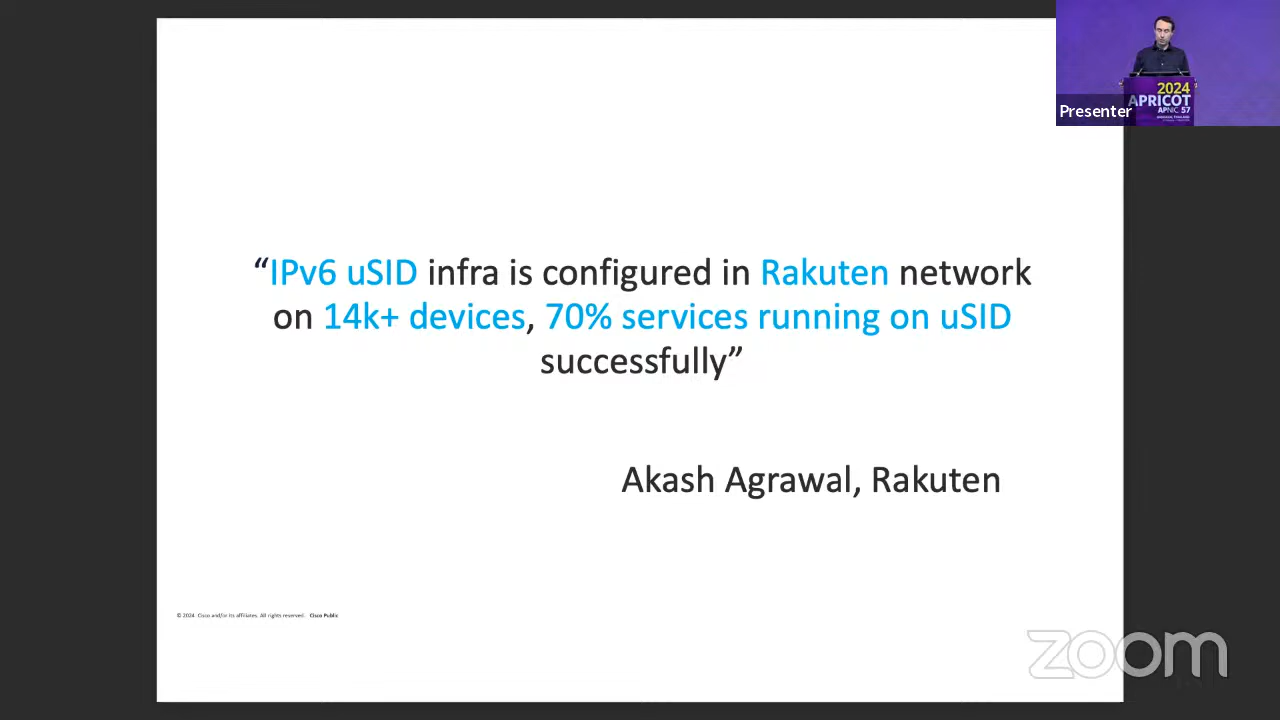 “IPv6 uSID infra is configured in Rakuten network
on 14k+ devices, 70% services running on uSID
successfully”
Akash Agrawal, Rakuten
© 2024 Cisco and/or its affiliates. All rights reserved. Cisco Public
2024
APRICOT
APNIC 57
Presenter
zoom